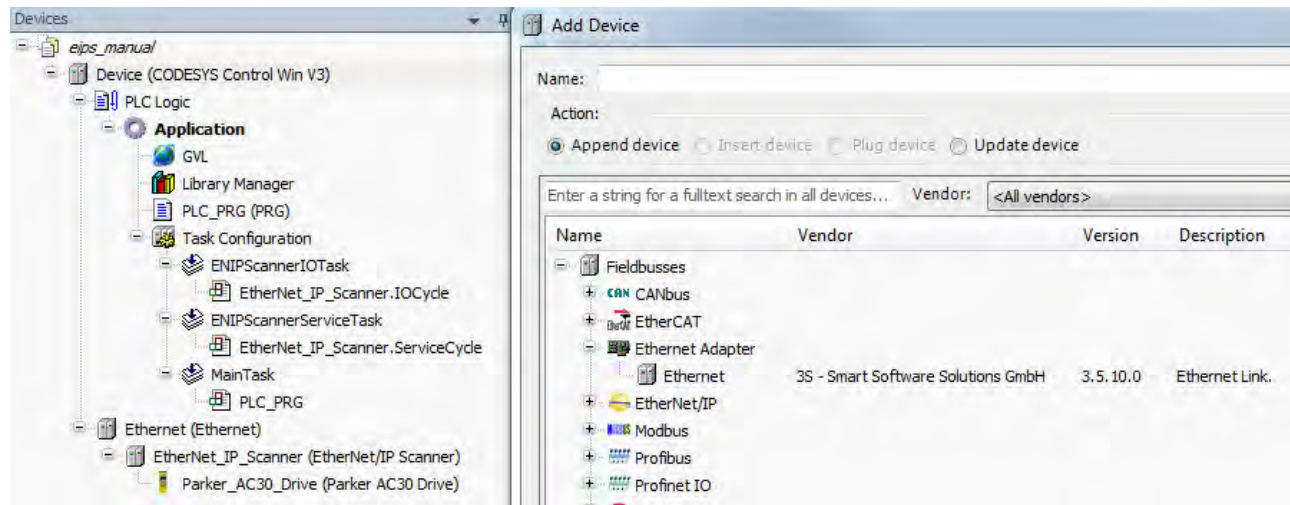 Devices
eips_manual
Device (CODESYS Control Win V3)
PLC Logic
Application
GVL
Library Manager
PLC_PRG (PRG)
Task Configuration
ENIPScannerIOTask
EtherNet_IP_Scanner.IOCycle
ENIPScannerServiceTask
EtherNet_IP_Scanner.ServiceCycle
MainTask
PLC_PRG
Ethernet (Ethernet)
EtherNet_IP_Scanner (EtherNet/IP Scanner)
Parker_AC30_Drive (Parker AC30 Drive)
Add Device
Name:
Action:
Append device Insert device Plug device Update device
Enter a string for a fulltext search in all devices... Vendor: <All vendors>
Name Vendor Version Description
Fieldbusses
CAN CANbus
EtherCAT
Ethernet Adapter
Ethernet 3S - Smart Software Solutions GmbH 3.5.10.0 Ethernet Link.
EtherNet/IP
Modbus
Profibus
Profinet IO